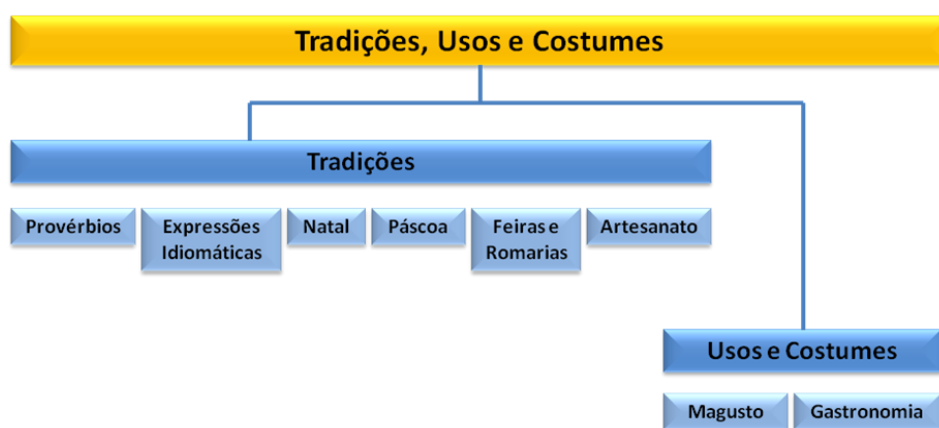 Tradições, Usos e Costumes
Tradições
Provérbios
Expressões
Idiomáticas
Natal
Páscoa
Feiras e
Romarias
Artesanato
Usos e Costumes
Magusto
Gastronomia